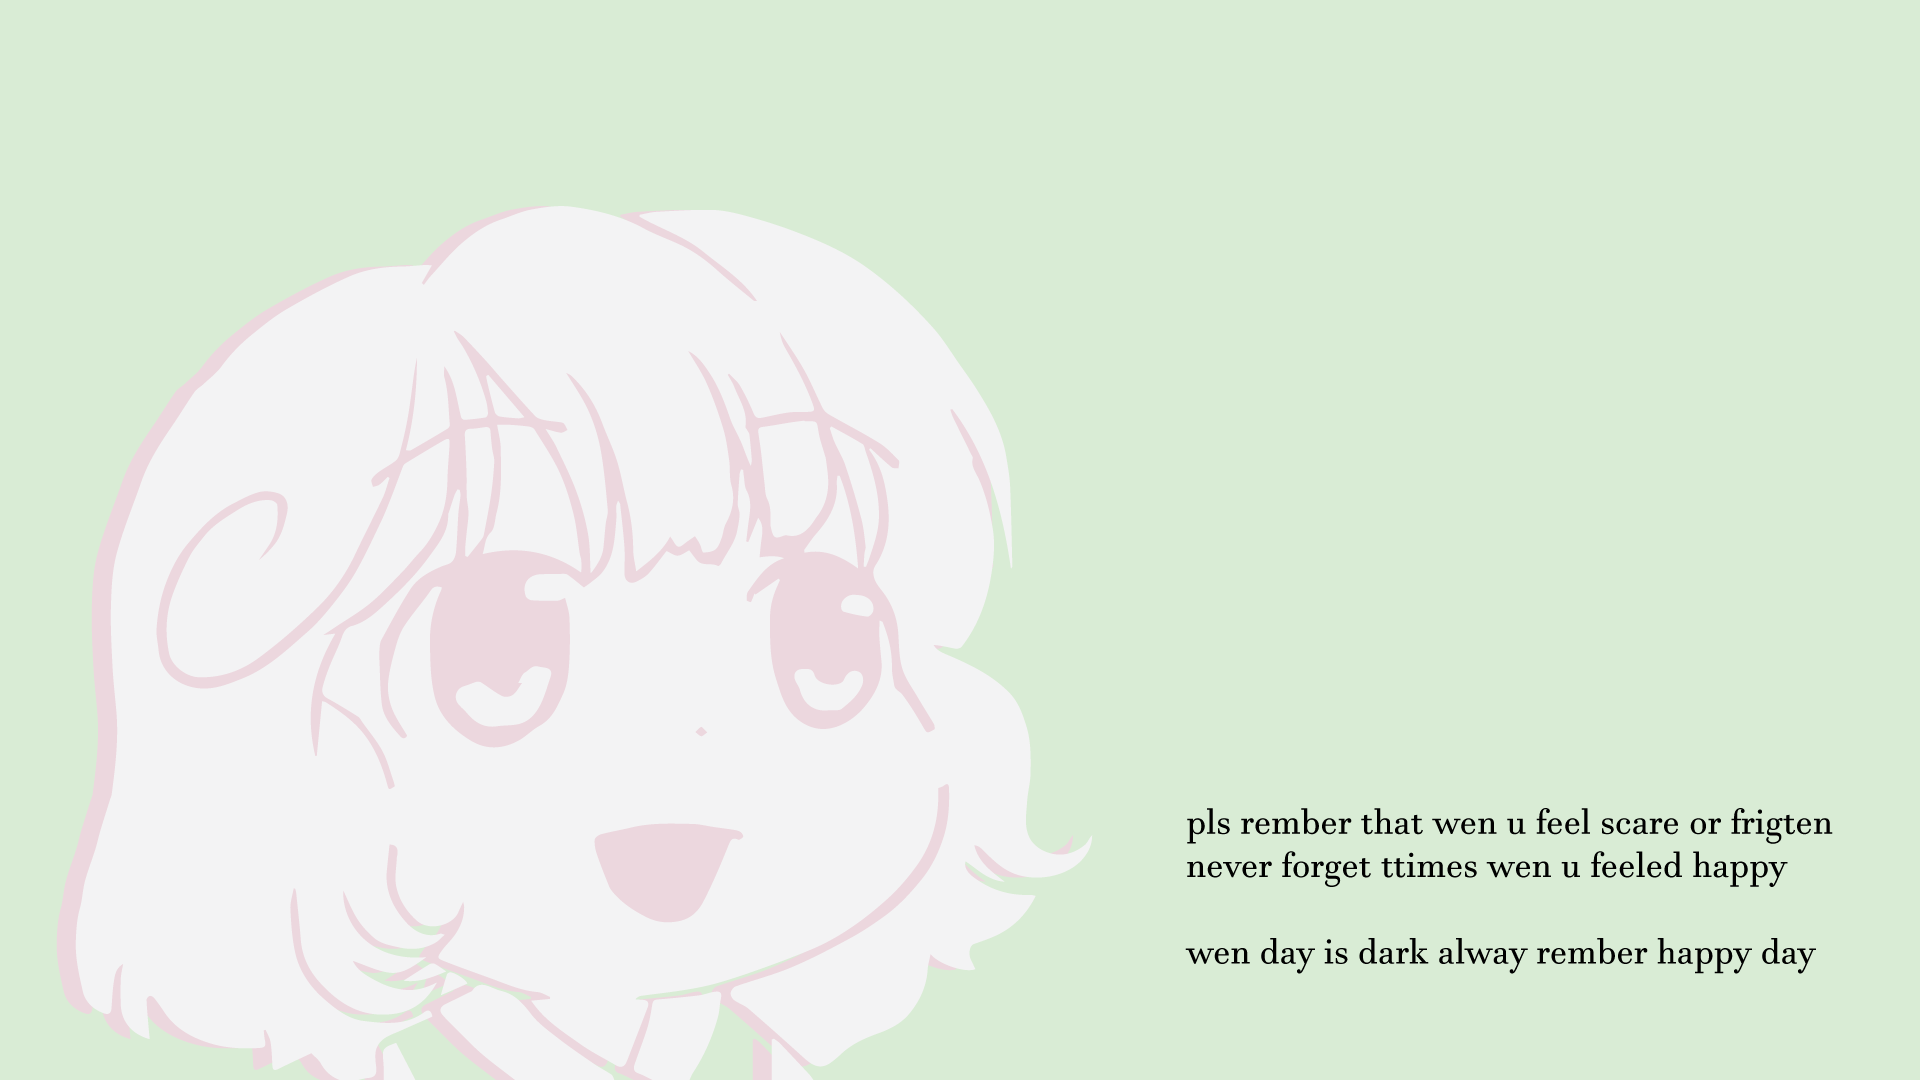 pls rember that wen u feel scare or frigten
never forget ttimes wen u feeled happy
wen day is dark alway rember happy day